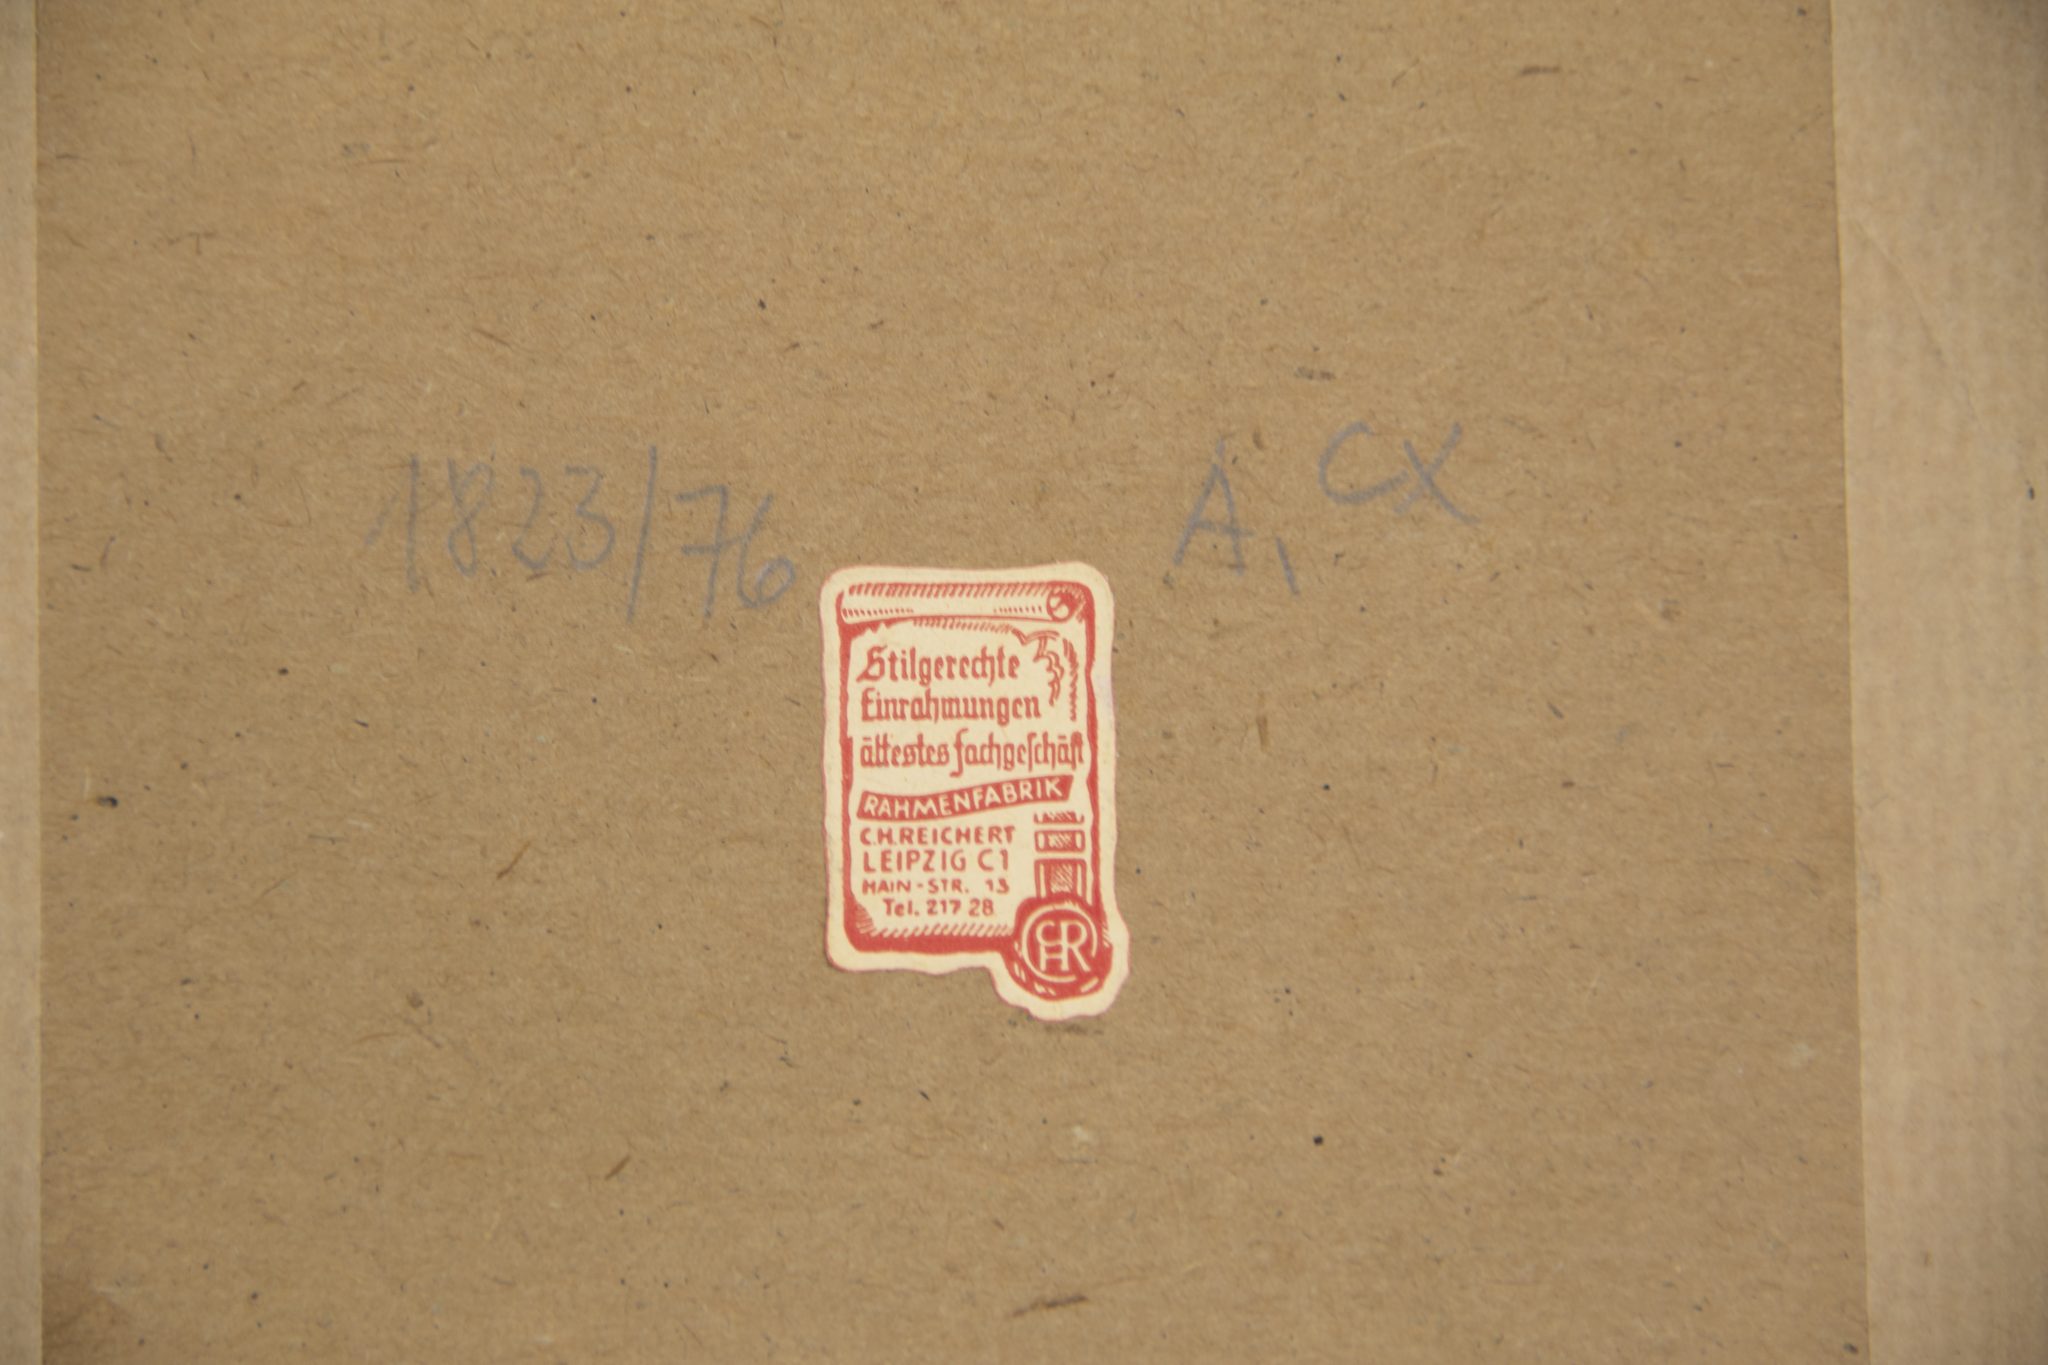 1823/76
A, CX
Stilgerechte
Einrahmungen
ältestes Fachgeschäft
RAHMENFABRIK
C.H.REICHERT
LEIPZIG C1
HAIN-STR. 13
Tel. 217 28
CHR